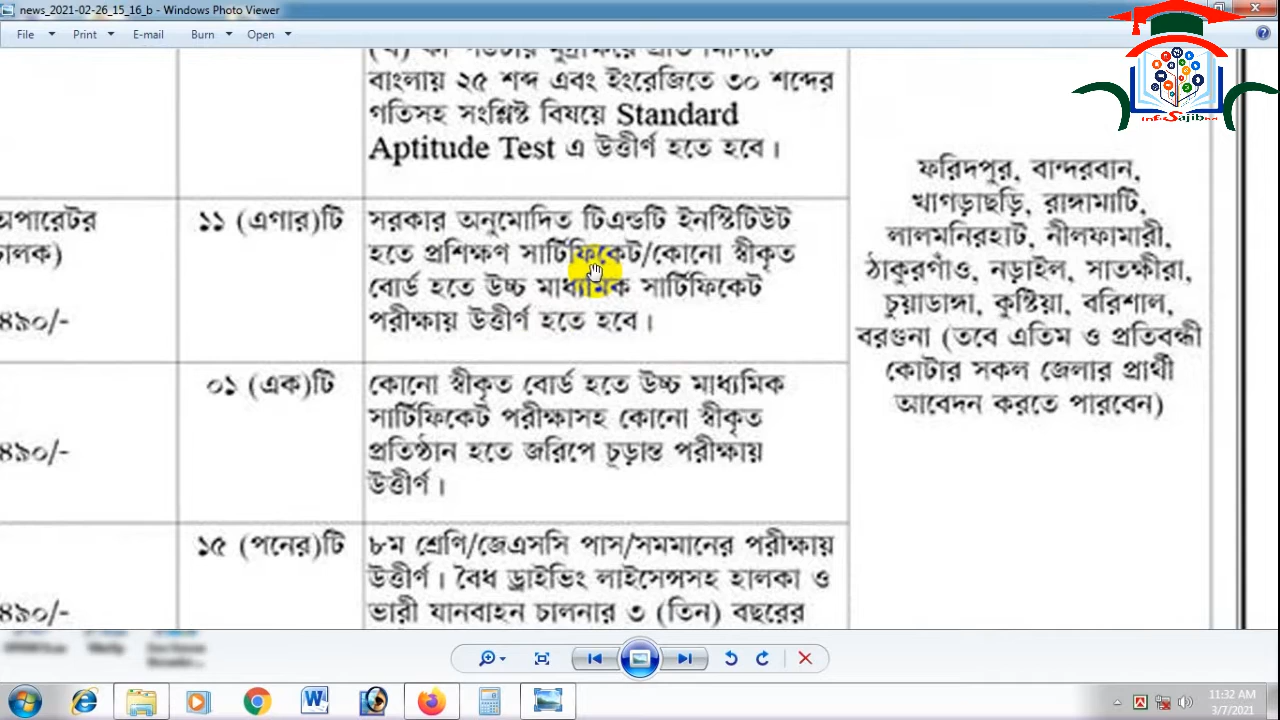 news_2021-02-26_15_16_b - Windows Photo Viewer
File Print E-mail Burn Open
বাংলায় ২৫ শব্দ এবং ইংরেজিতে ৩০ শব্দের
গতিসহ সংশ্লিষ্ট বিষয়ে Standard
Aptitude Test এ উত্তীর্ণ হতে হবে।
অপারেটর
৪৯০/-
১১ (এগার)টি
সরকার অনুমোদিত টিএন্ডটি ইনস্টিটিউট
হতে প্রশিক্ষণ সার্টিফিকেট/কোনো স্বীকৃত
বোর্ড হতে উচ্চ মাধ্যমিক সার্টিফিকেট
পরীক্ষায় উত্তীর্ণ হতে হবে।
৪৯০/-
০১ (এক)টি
কোনো স্বীকৃত বোর্ড হতে উচ্চ মাধ্যমিক
সার্টিফিকেট পরীক্ষাসহ কোনো স্বীকৃত
প্রতিষ্ঠান হতে জরিপে চূড়ান্ত পরীক্ষায়
উত্তীর্ণ।
৪৯০/-
১৫ (পনের)টি
৮ম শ্রেণি/জেএসসি পাস/সমমানের পরীক্ষায়
উত্তীর্ণ। বৈধ ড্রাইভিং লাইসেন্সসহ হালকা ও
ভারী যানবাহন চালনার ৩ (তিন) বছরের
ফরিদপুর, বান্দরবান,
খাগড়াছড়ি, রাঙ্গামাটি,
লালমনিরহাট, নীলফামারী,
ঠাকুরগাঁও, নড়াইল, সাতক্ষীরা,
চুয়াডাঙ্গা, কুষ্টিয়া, বরিশাল,
বরগুনা (তবে এতিম ও প্রতিবন্ধী
কোটার সকল জেলার প্রার্থী
আবেদন করতে পারবেন)
InfoSajibBd
11:32 AM
3/7/2021